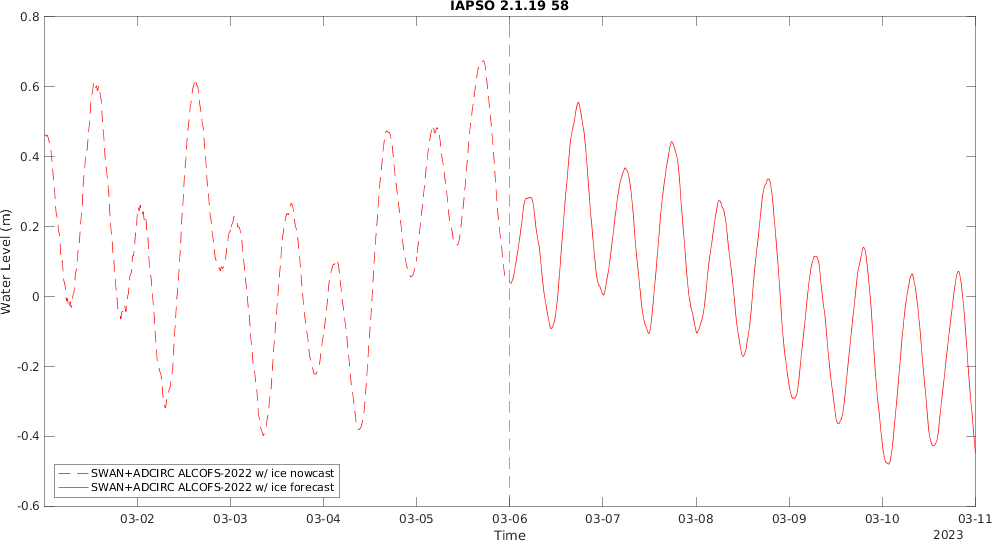 IAPSO 2.1.19 58
Water Level (m)
0.8
0.6
0.4
0.2
0
-0.2
-0.4
-0.6
SWAN+ADCIRC ALCOFS-2022 w/ ice nowcast
SWAN+ADCIRC ALCOFS-2022 w/ ice forecast
03-02 03-03 03-04 03-05 03-06 03-07 03-08 03-09 03-10 03-11
Time
2023